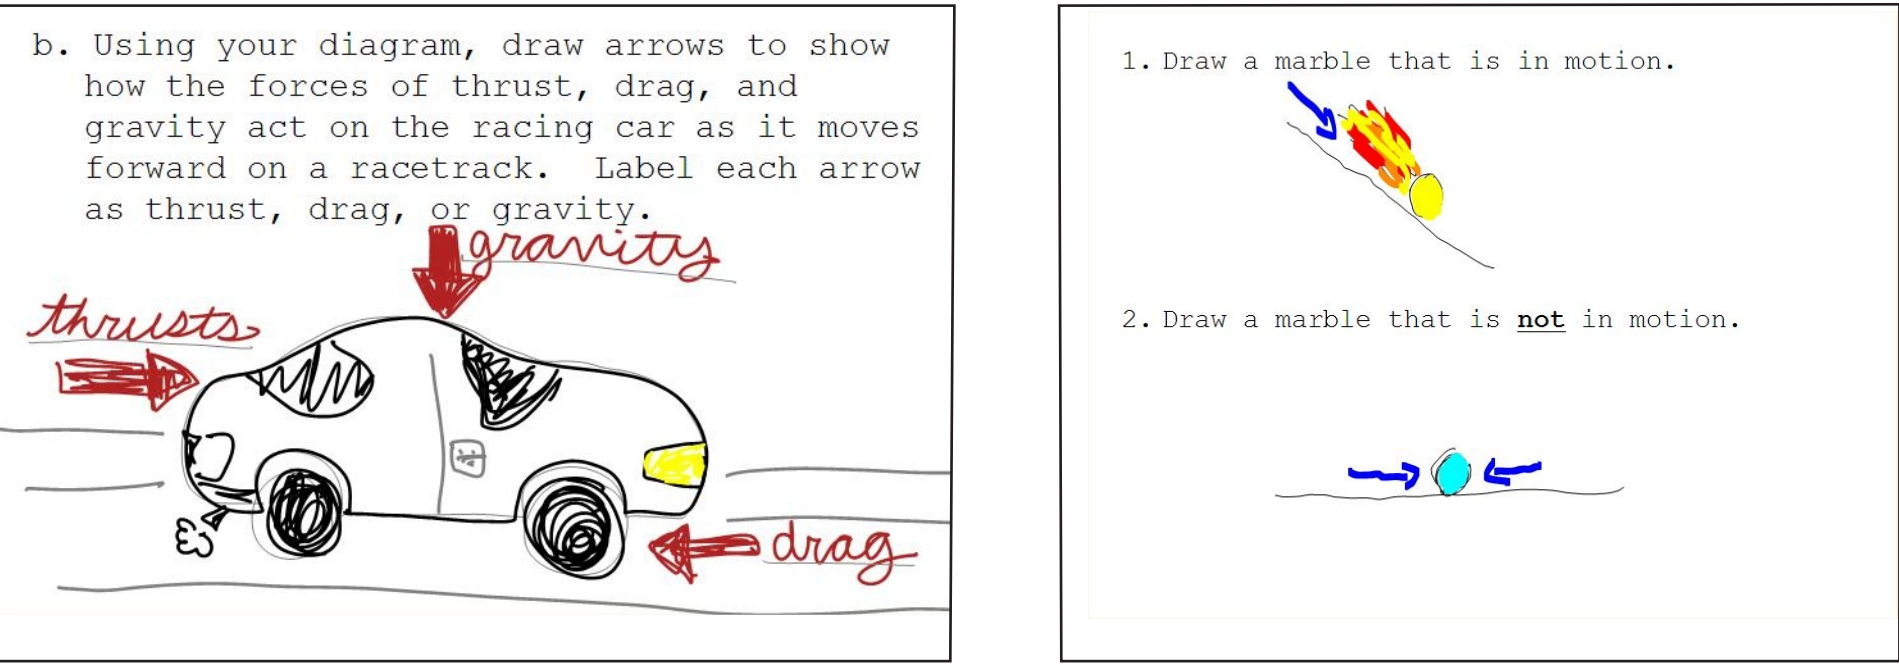 b. Using your diagram, draw arrows to show
how the forces of thrust, drag, and
gravity act on the racing car as it moves
forward on a racetrack. Label each arrow
as thrust, drag, or gravity.
gravity
thrusts
drag
1. Draw a marble that is in motion.
2. Draw a marble that is not in motion.